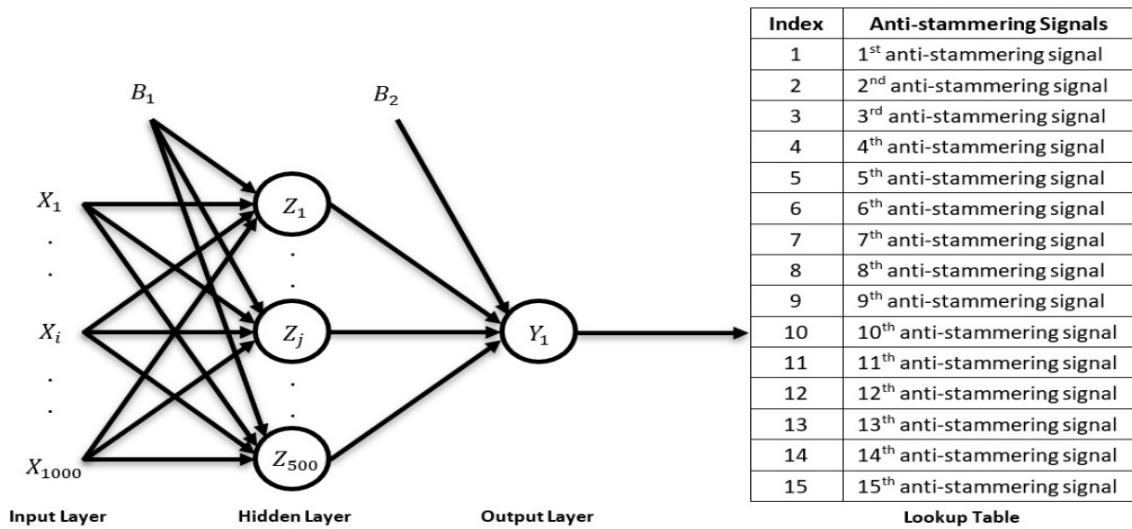 Index Anti-stammering Signals
1 1st anti-stammering signal
2 2nd anti-stammering signal
3 3rd anti-stammering signal
4 4th anti-stammering signal
5 5th anti-stammering signal
6 6th anti-stammering signal
7 7th anti-stammering signal
8 8th anti-stammering signal
9 9th anti-stammering signal
10 10th anti-stammering signal
11 11th anti-stammering signal
12 12th anti-stammering signal
13 13th anti-stammering signal
14 14th anti-stammering signal
15 15th anti-stammering signal
B1 B2
X1 Z1
.
.
Xi Zj Y1
.
.
X1000 Z500
Input Layer Hidden Layer Output Layer Lookup Table